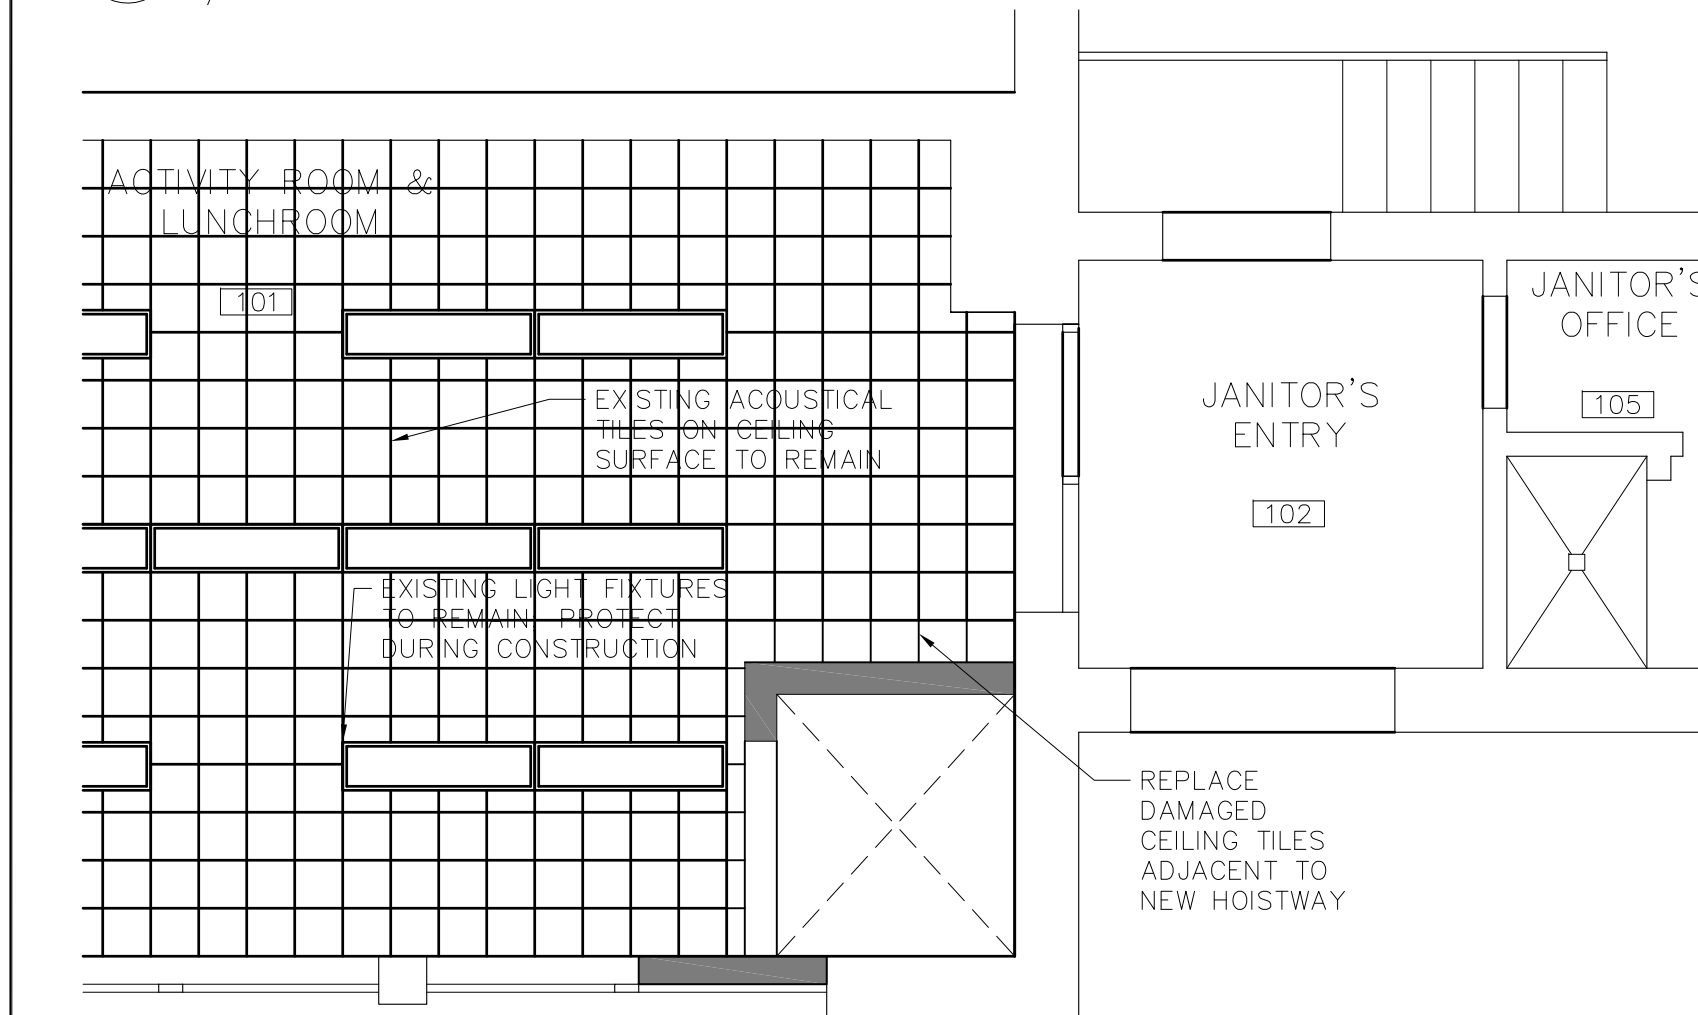 ACTIVITY ROOM &
LUNCHROOM
101
EXISTING ACOUSTICAL
TILES ON CEILING
SURFACE TO REMAIN
EXISTING LIGHT FIXTURES
TO REMAIN. PROTECT
DURING CONSTRUCTION
JANITOR'S
ENTRY
102
JANITOR'S
OFFICE
105
REPLACE
DAMAGED
CEILING TILES
ADJACENT TO
NEW HOISTWAY